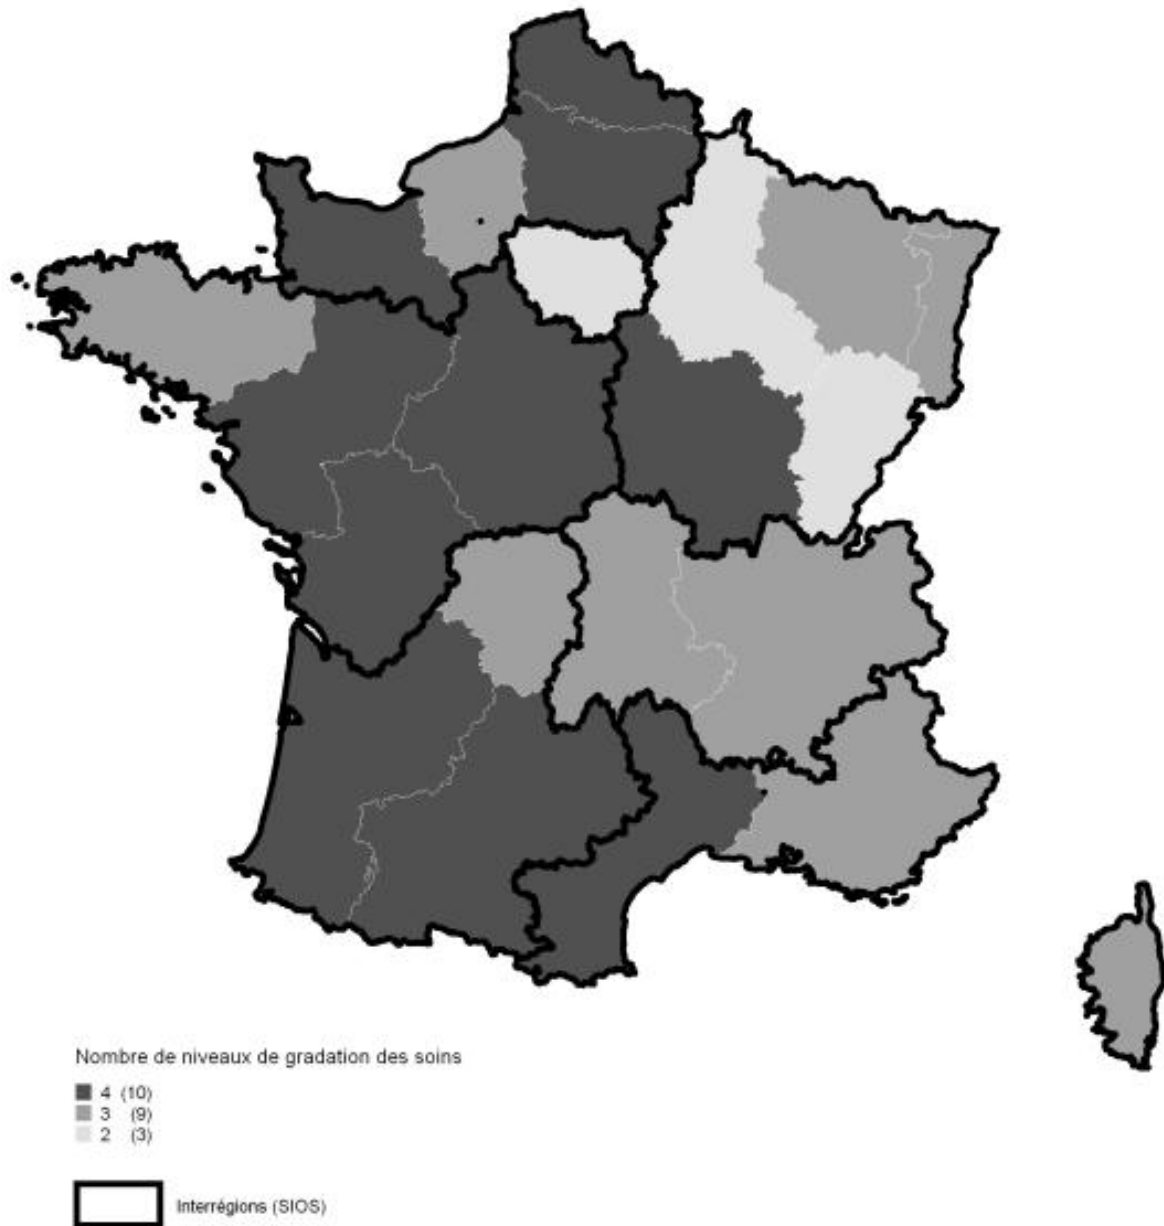 Nombre de niveaux de gradation des soins
4 (10)
3 (9)
2 (3)
Interrégions (SIOS)